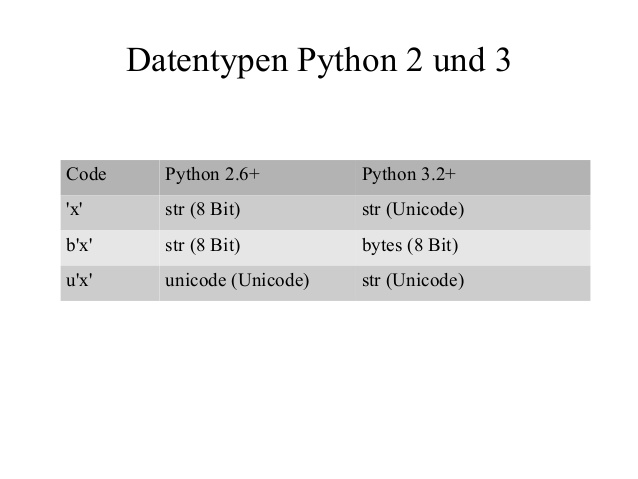 Datentypen Python 2 und 3
Code Python 2.6+ Python 3.2+
'x' str (8 Bit) str (Unicode)
b'x' str (8 Bit) bytes (8 Bit)
u'x' unicode (Unicode) str (Unicode)